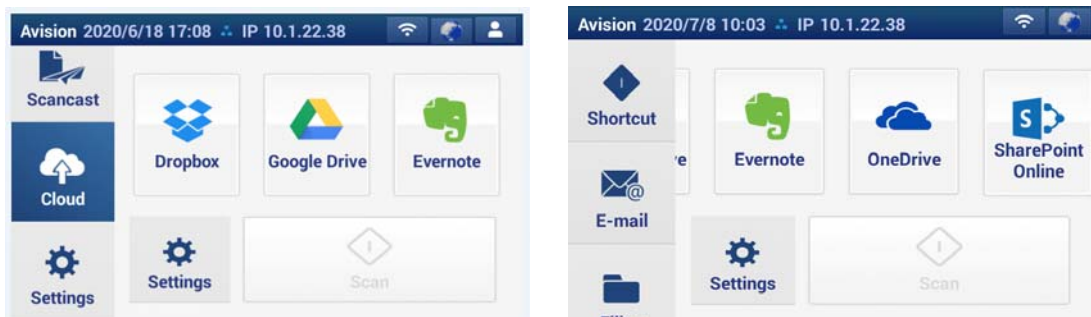 Avision 2020/6/18 17:08 IP 10.1.22.38
Scancast
Cloud
Settings
Dropbox
Google Drive
Evernote
Settings
Scan
Avision 2020/7/8 10:03 IP 10.1.22.38
Shortcut
E-mail
Evernote
OneDrive
SharePoint
Online
Settings
Scan